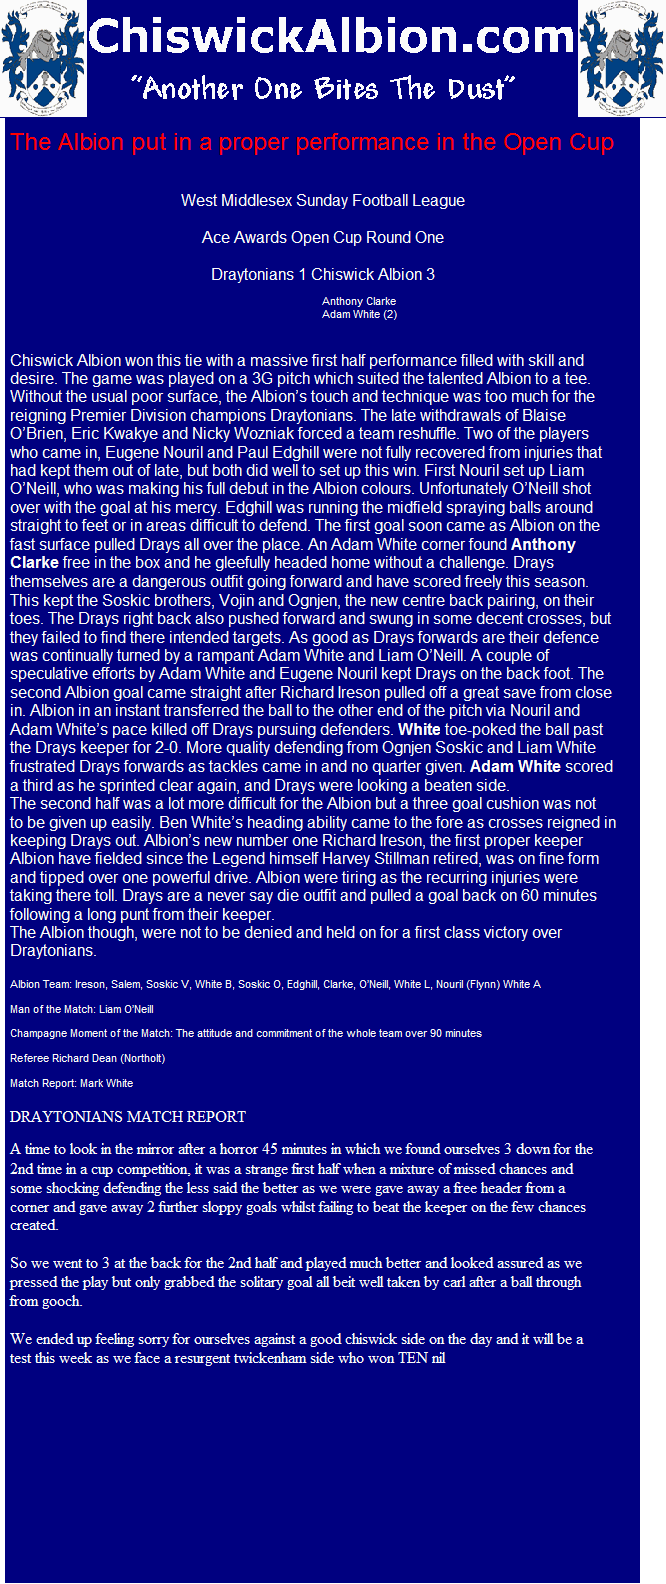 ChiswickAlbion.com
“Another One Bites The Dust”
The Albion put in a proper performance in the Open Cup
West Middlesex Sunday Football League
Ace Awards Open Cup Round One
Draytonians 1 Chiswick Albion 3
Anthony Clarke
Adam White (2)
Chiswick Albion won this tie with a massive first half performance filled with skill and
desire. The game was played on a 3G pitch which suited the talented Albion to a tee.
Without the usual poor surface, the Albion’s touch and technique was too much for the
reigning Premier Division champions Draytonians. The late withdrawals of Blaise
O’Brien, Eric Kwakye and Nicky Wozniak forced a team reshuffle. Two of the players
who came in, Eugene Nouril and Paul Edghill were not fully recovered from injuries that
had kept them out of late, but both did well to set up this win. First Nouril set up Liam
O’Neill, who was making his full debut in the Albion colours. Unfortunately O’Neill shot
over with the goal at his mercy. Edghill was running the midfield spraying balls around
straight to feet or in areas difficult to defend. The first goal soon came as Albion on the
fast surface pulled Drays all over the place. An Adam White corner found Anthony
Clarke free in the box and he gleefully headed home without a challenge. Drays
themselves are a dangerous outfit going forward and have scored freely this season.
This kept the Soskic brothers, Vojin and Ognjen, the new centre back pairing, on their
toes. The Drays right back also pushed forward and swung in some decent crosses, but
they failed to find there intended targets. As good as Drays forwards are their defence
was continually turned by a rampant Adam White and Liam O’Neill. A couple of
speculative efforts by Adam White and Eugene Nouril kept Drays on the back foot. The
second Albion goal came straight after Richard Ireson pulled off a great save from close
in. Albion in an instant transferred the ball to the other end of the pitch via Nouril and
Adam White’s pace killed off Drays pursuing defenders. White toe-poked the ball past
the Drays keeper for 2-0. More quality defending from Ognjen Soskic and Liam White
frustrated Drays forwards as tackles came in and no quarter given. Adam White scored
a third as he sprinted clear again, and Drays were looking a beaten side.
The second half was a lot more difficult for the Albion but a three goal cushion was not
to be given up easily. Ben White’s heading ability came to the fore as crosses reigned in
keeping Drays out. Albion’s new number one Richard Ireson, the first proper keeper
Albion have fielded since the Legend himself Harvey Stillman retired, was on fine form
and tipped over one powerful drive. Albion were tiring as the recurring injuries were
taking there toll. Drays are a never say die outfit and pulled a goal back on 60 minutes
following a long punt from their keeper.
The Albion though, were not to be denied and held on for a first class victory over
Draytonians.
Albion Team: Ireson, Salem, Soskic V, White B, Soskic O, Edghill, Clarke, O’Neill, White L, Nouril (Flynn) White A
Man of the Match: Liam O’Neill
Champagne Moment of the Match: The attitude and commitment of the whole team over 90 minutes
Referee Richard Dean (Northolt)
Match Report: Mark White
DRAYTONIANS MATCH REPORT
A time to look in the mirror after a horror 45 minutes in which we found ourselves 3 down for the
2nd time in a cup competition, it was a strange first half when a mixture of missed chances and
some shocking defending the less said the better as we were gave away a free header from a
corner and gave away 2 further sloppy goals whilst failing to beat the keeper on the few chances
created.
So we went to 3 at the back for the 2nd half and played much better and looked assured as we
pressed the play but only grabbed the solitary goal all beit well taken by carl after a ball through
from gooch.
We ended up feeling sorry for ourselves against a good chiswick side on the day and it will be a
test this week as we face a resurgent twickenham side who won TEN nil